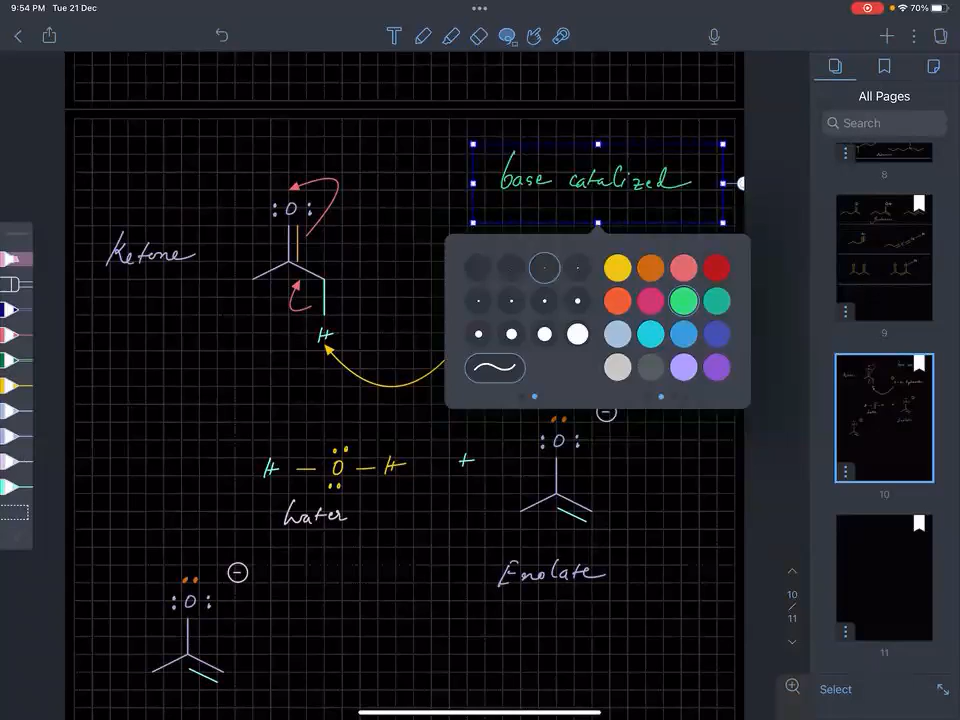 9:54 PM Tue 21 Dec
70%
T
All Pages
Search
8
base catalized
:O:
Ketone
H
9
:O:
H — O — H +
10
Water
Enolate
:O:
10
/
11
11
Select